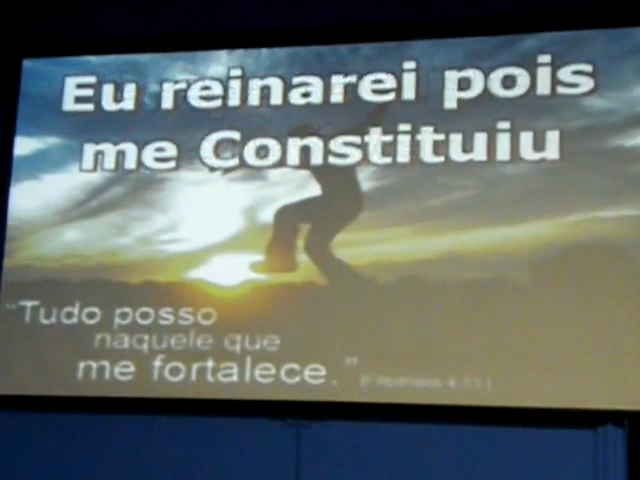 Eu reinarei pois
me Constituiu
“Tudo posso
naquele que
me fortalece.”